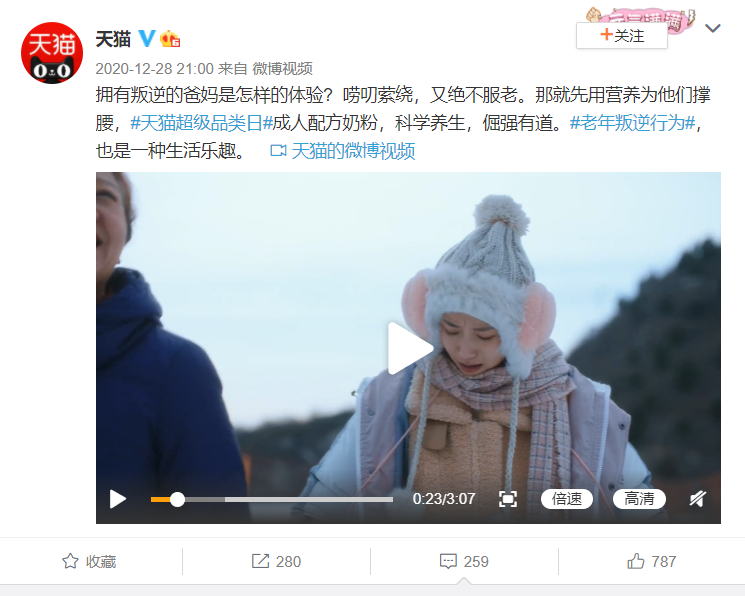 天猫
天猫
+关注
2020-12-28 21:00 来自 微博视频
拥有叛逆的爸妈是怎样的体验？唠叨萦绕，又绝不服老。那就先用营养为他们撑
腰，#天猫超级品类日#成人配方奶粉，科学养生，倔强有道。#老年叛逆行为#，
也是一种生活乐趣。 天猫的微博视频
0:23/3:07 倍速 高清
收藏 280 259 787